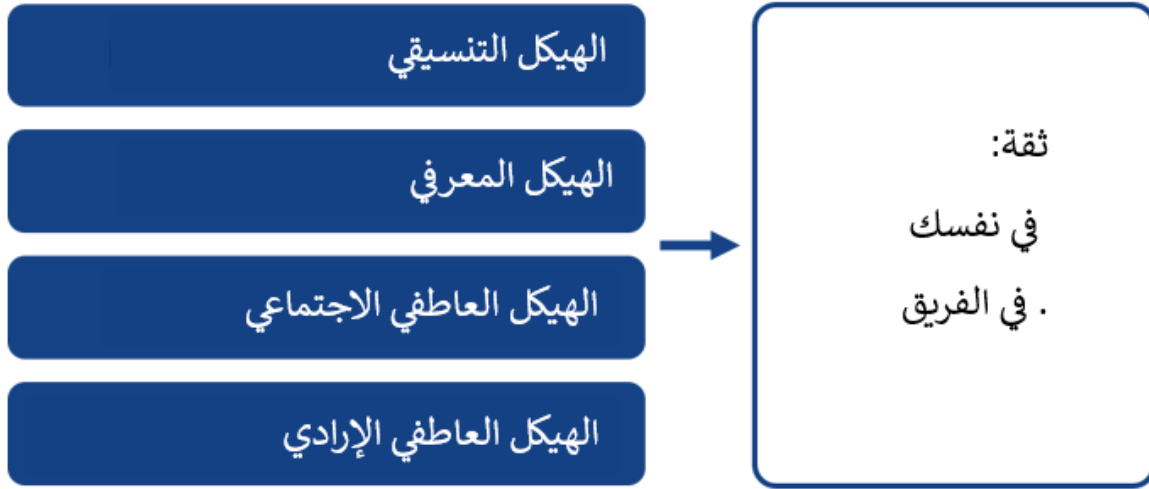 الهيكل التنسيقي
الهيكل المعرفي
الهيكل العاطفي الاجتماعي
الهيكل العاطفي الإرادي
ثقة:
في نفسك
. في الفريق